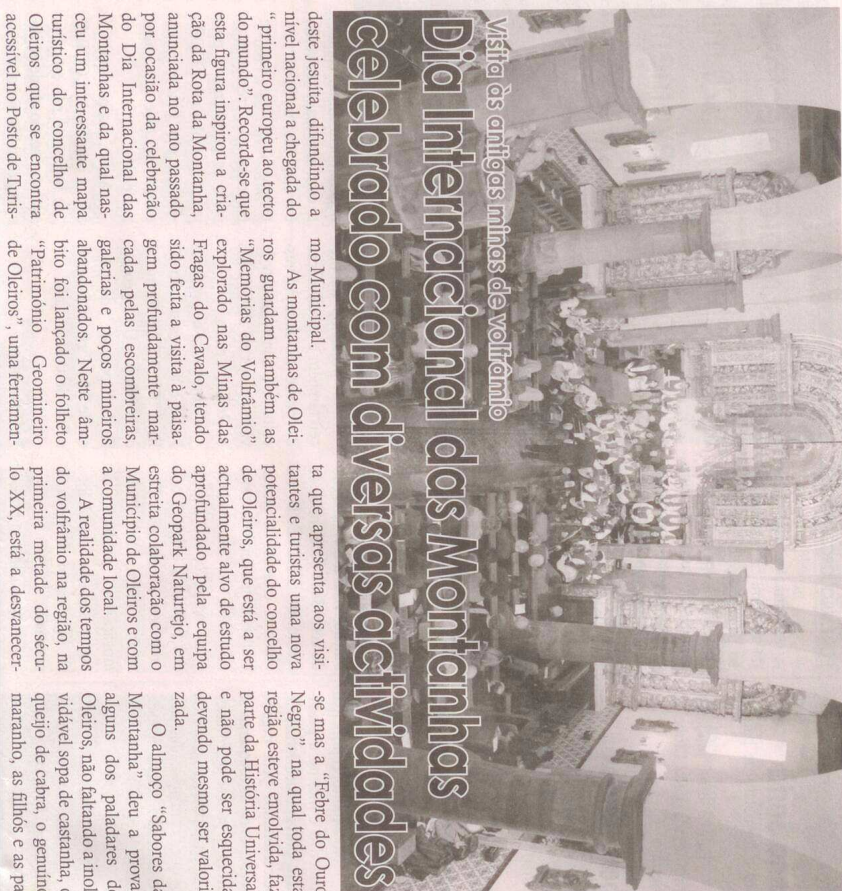 Visita às antigas minas de volfrâmio
Dia Internacional das Montanhas
celebrado com diversas actividades
deste jesuíta, difundindo a
nível nacional a chegada do
“primeiro europeu ao tecto
do mundo”. Recorde-se que
esta figura inspirou a cria-
ção da Rota da Montanha,
anunciada no ano passado
por ocasião da celebração
do Dia Internacional das
Montanhas e da qual nas-
ceu um interessante mapa
turístico do concelho de
Oleiros que se encontra
acessível no Posto de Turis-
mo Municipal.
As montanhas de Olei-
ros guardam também as
“Memórias do Volfrâmio”
explorado nas Minas das
Fragas do Cavalo, tendo
sido feita a visita à paisa-
gem profundamente mar-
cada pelas escombreiras,
galerias e poços mineiros
abandonados. Neste âm-
bito foi lançado o folheto
“Património Geomineiro
de Oleiros”, uma ferramen-
ta que apresenta aos visi-
tantes e turistas uma nova
potencialidade do concelho
de Oleiros, que está a ser
actualmente alvo de estudo
aprofundado pela equipa
do Geopark Naturtejo, em
estreita colaboração com o
Município de Oleiros e com
a comunidade local.
A realidade dos tempos
do volfrâmio na região, na
primeira metade do sécu-
lo XX, está a desvanecer-
-se mas a “Febre do Ouro
Negro”, na qual toda esta
região esteve envolvida, faz
parte da História Universa
e não pode ser esquecida
devendo mesmo ser valori
zada.
O almoço “Sabores da
Montanha” deu a prova
alguns dos paladares d
Oleiros, não faltando a inol
vidável sopa de castanha, o
queijo de cabra, o genuín
maranho, as filhós e as pa